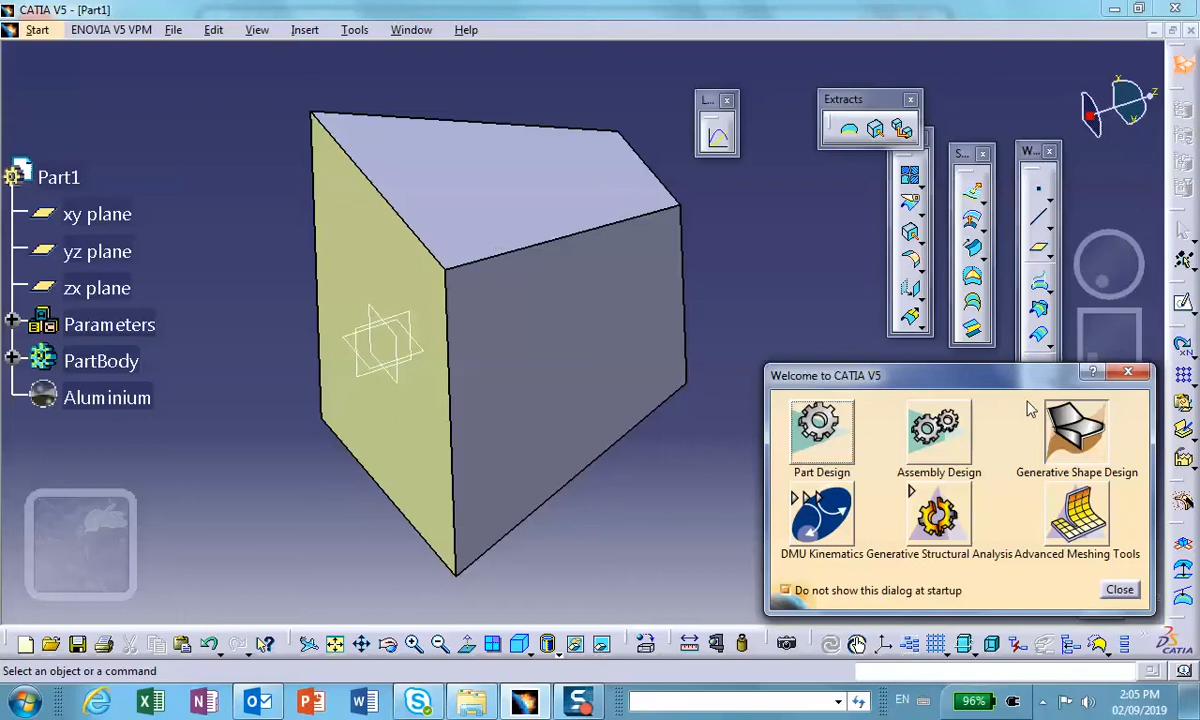 CATIA V5 - [Part1]
Start ENOVIA V5 VPM File Edit View Insert Tools Window Help
L...
Extracts
S...
W...
x
z
y
Part1
xy plane
yz plane
zx plane
Parameters
PartBody
Aluminium
Welcome to CATIA V5
Part Design
Assembly Design
Generative Shape Design
DMU Kinematics
Generative Structural Analysis
Advanced Meshing Tools
Do not show this dialog at startup
Close
CATIA
Select an object or a command
EN
96%
2:05 PM
02/09/2019